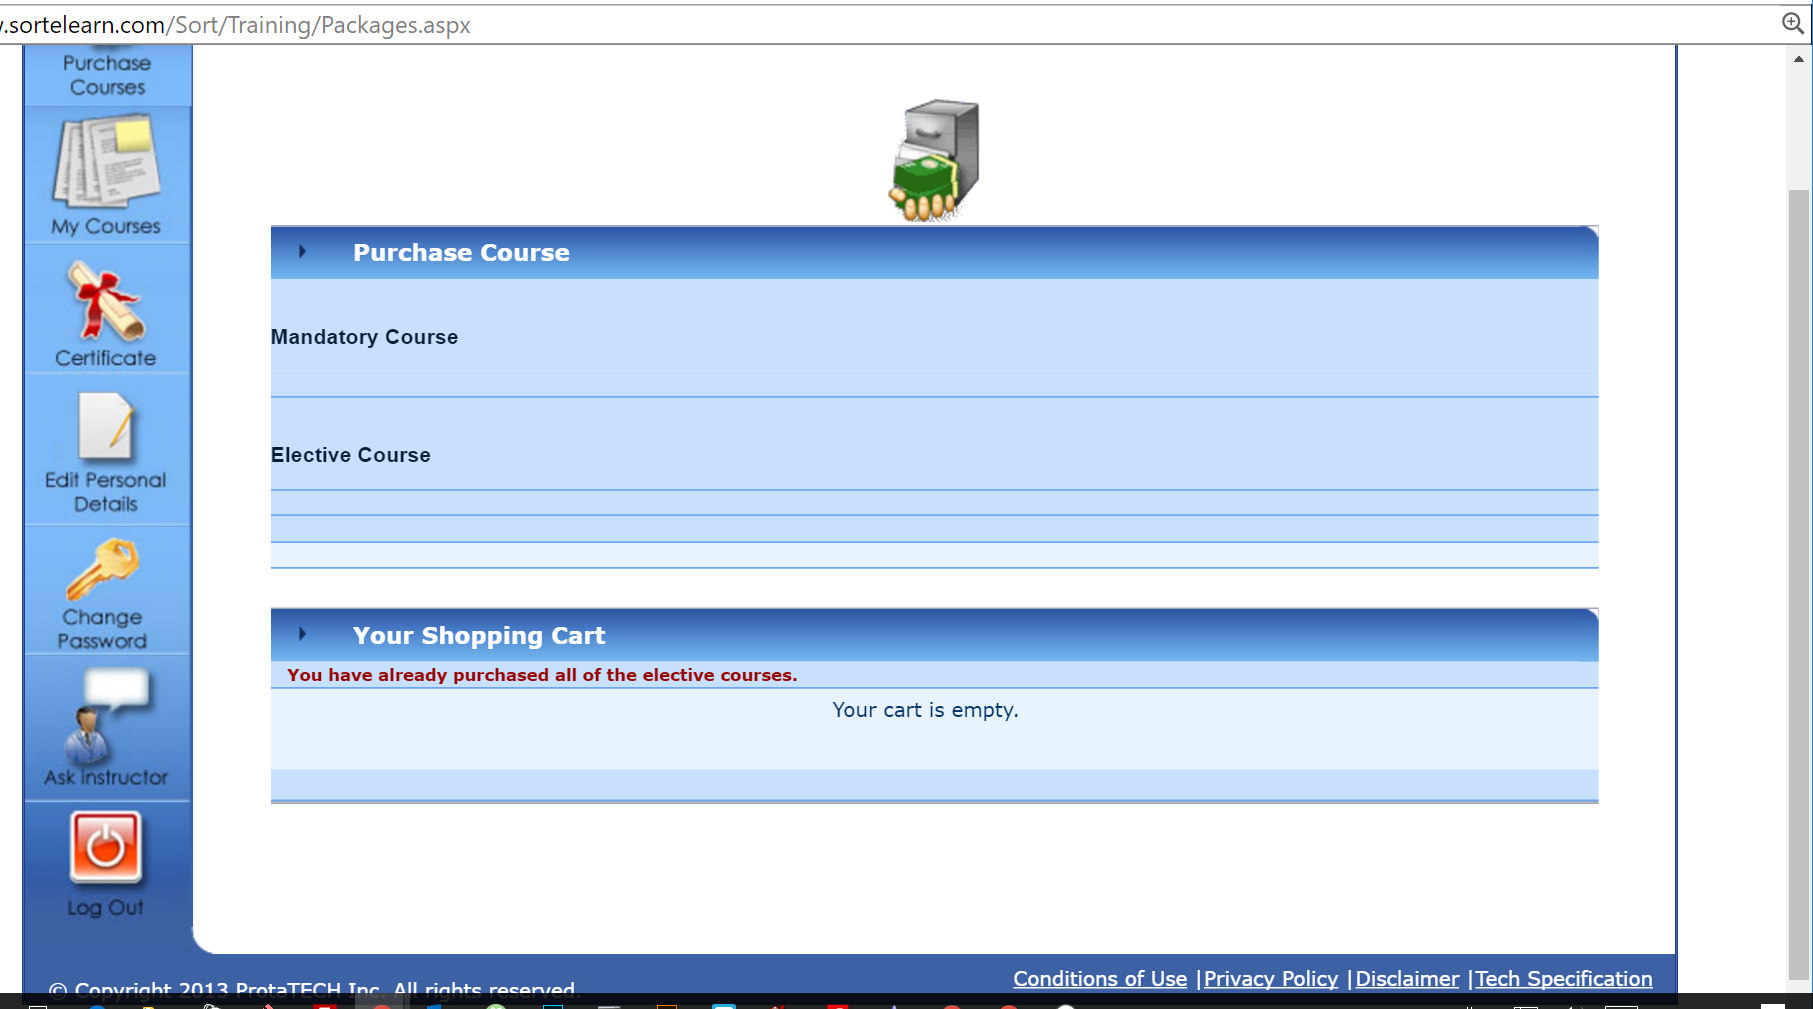 .sortelearn.com/Sort/Training/Packages.aspx
Purchase
Courses
My Courses
Certificate
Edit Personal
Details
Change
Password
Ask instructor
Log Out
Purchase Course
Mandatory Course
Elective Course
Your Shopping Cart
You have already purchased all of the elective courses.
Your cart is empty.
Conditions of Use |Privacy Policy |Disclaimer |Tech Specification
© Copyright 2013 ProtaTECH Inc. All rights reserved.